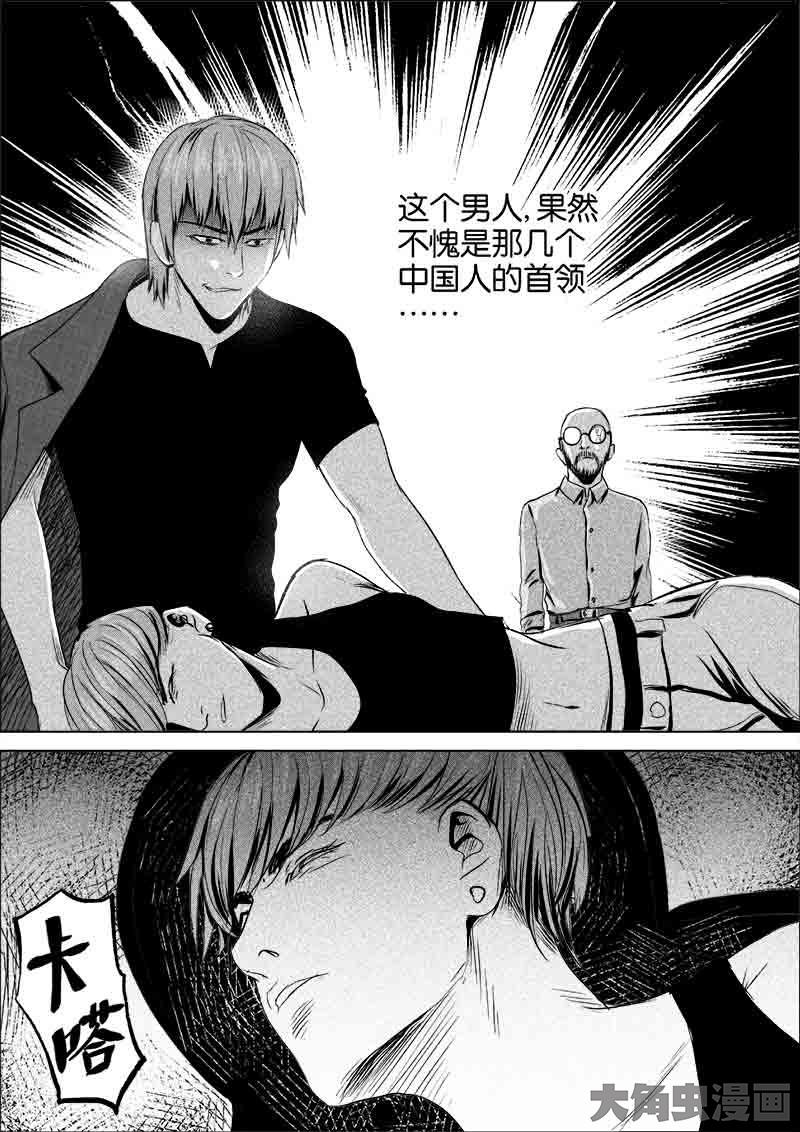 这个男人,果然
不愧是那几个
中国人的首领
……
卡嗒
大角虫漫画